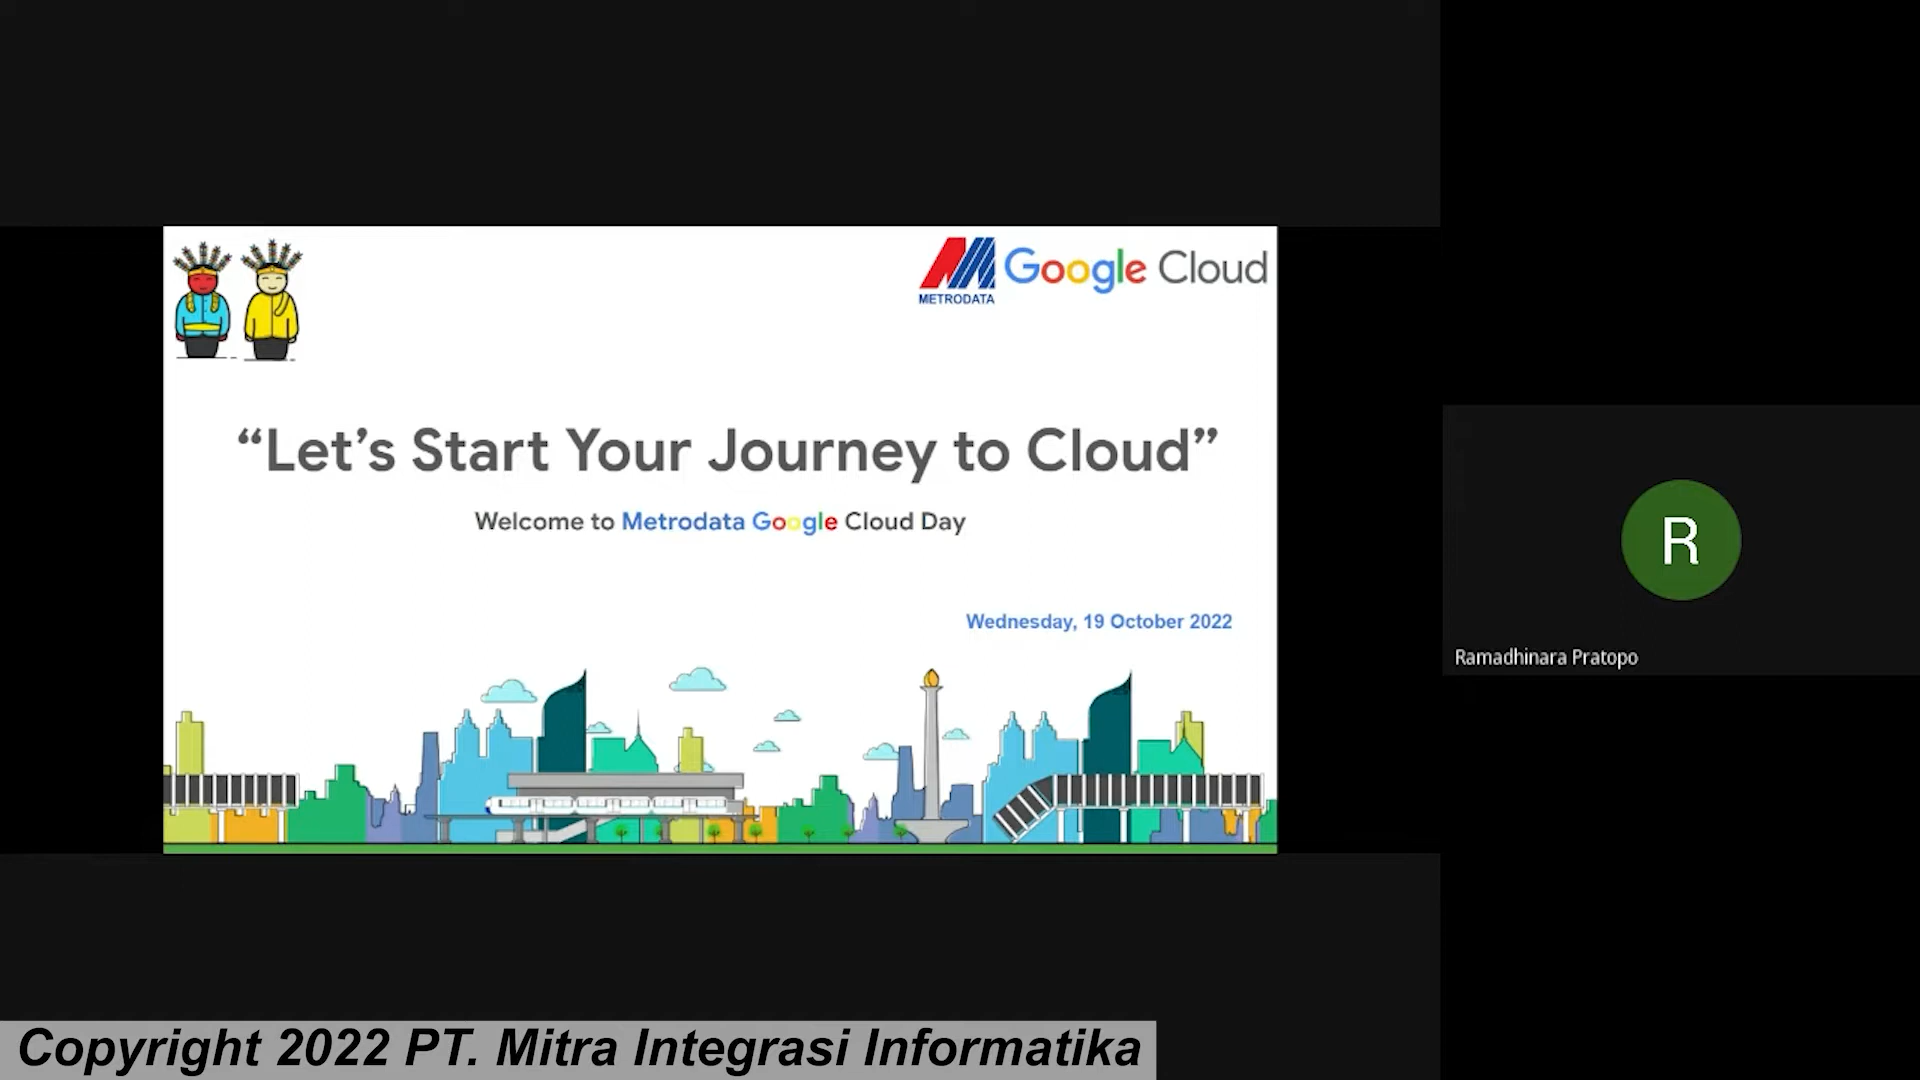 METRODATA
Google Cloud
“Let’s Start Your Journey to Cloud”
Welcome to Metrodata Google Cloud Day
Wednesday, 19 October 2022
R
Ramadhinara Pratopo
Copyright 2022 PT. Mitra Integrasi Informatika